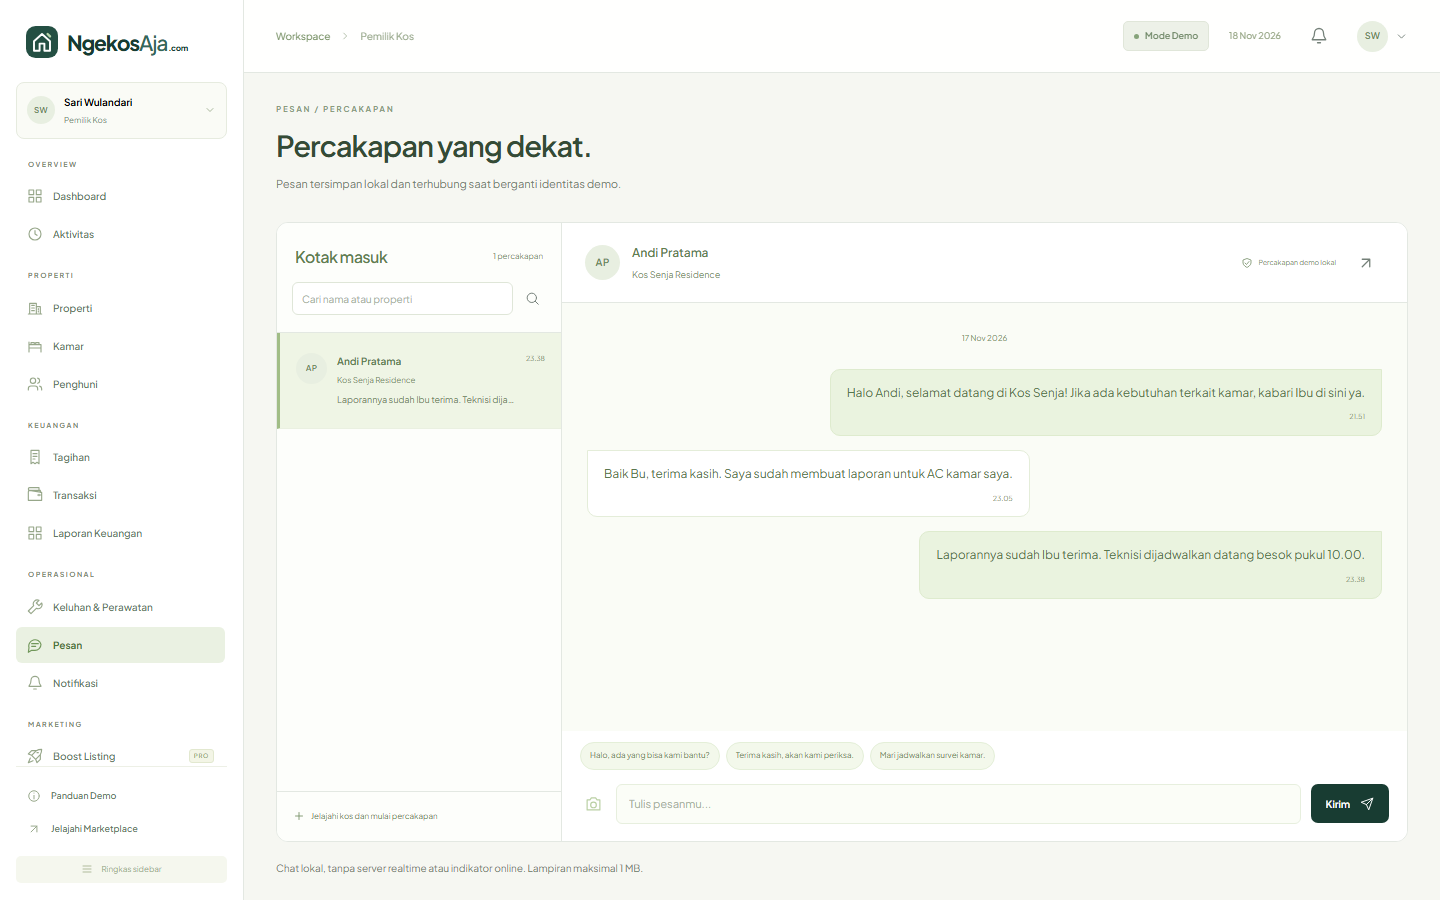 NgekosAja.com
SW
Sari Wulandari
Pemilik Kos
OVERVIEW
Dashboard
Aktivitas
PROPERTI
Properti
Kamar
Penghuni
KEUANGAN
Tagihan
Transaksi
Laporan Keuangan
OPERASIONAL
Keluhan & Perawatan
Pesan
Notifikasi
MARKETING
Boost Listing PRO
Panduan Demo
Jelajahi Marketplace
Ringkas sidebar
Workspace Pemilik Kos
Mode Demo 18 Nov 2026 SW
PESAN / PERCAKAPAN
Percakapan yang dekat.
Pesan tersimpan lokal dan terhubung saat berganti identitas demo.
Kotak masuk 1 percakapan
Cari nama atau properti
AP Andi Pratama 23.38
Kos Senja Residence
Laporannya sudah Ibu terima. Teknisi dija...
Jelajahi kos dan mulai percakapan
AP
Andi Pratama
Kos Senja Residence
Percakapan demo lokal
17 Nov 2026
Halo Andi, selamat datang di Kos Senja! Jika ada kebutuhan terkait kamar, kabari Ibu di sini ya.
21.51
Baik Bu, terima kasih. Saya sudah membuat laporan untuk AC kamar saya.
23.05
Laporannya sudah Ibu terima. Teknisi dijadwalkan datang besok pukul 10.00.
23.38
Halo, ada yang bisa kami bantu? Terima kasih, akan kami periksa. Mari jadwalkan survei kamar.
Tulis pesanmu... Kirim
Chat lokal, tanpa server realtime atau indikator online. Lampiran maksimal 1 MB.